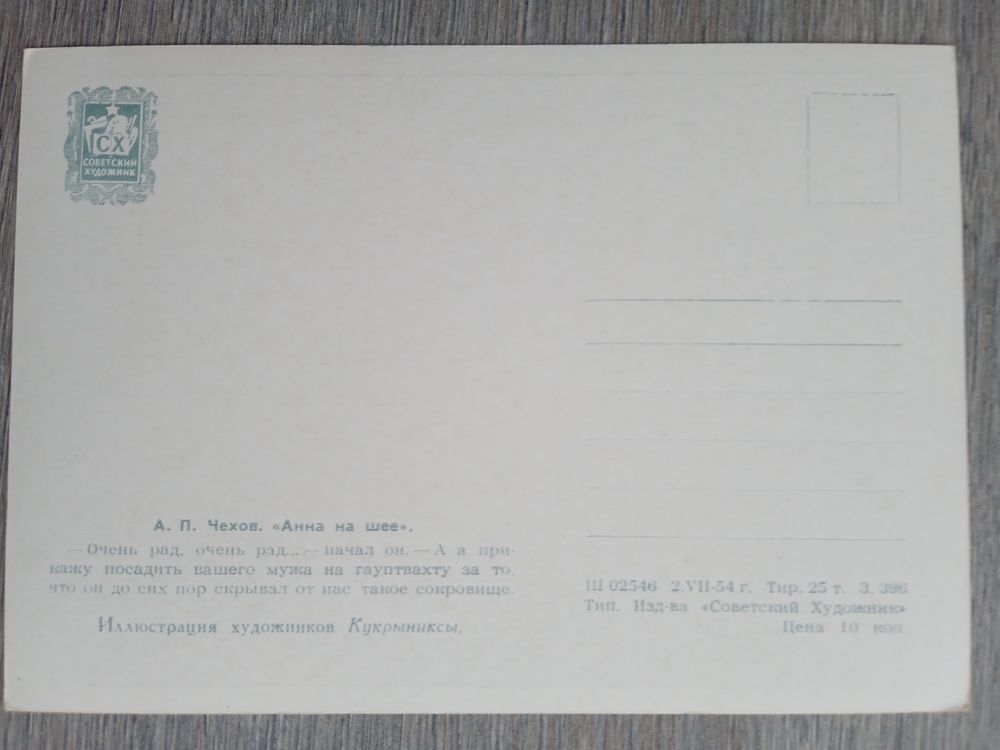 СХ
СОВЕТСКИЙ
ХУДОЖНИК
А. П. Чехов. «Анна на шее».
— Очень рад, очень рад... — начал он. — А я при-
кажу посадить вашего мужа на гауптвахту за то,
что он до сих пор скрывал от нас такое сокровище.
Иллюстрация художников Кукрыниксы.
Ш 02546 2.VII-54 г. Тир. 25 т. З. 396
Тип. Изд-ва «Советский Художник»
Цена 10 коп.